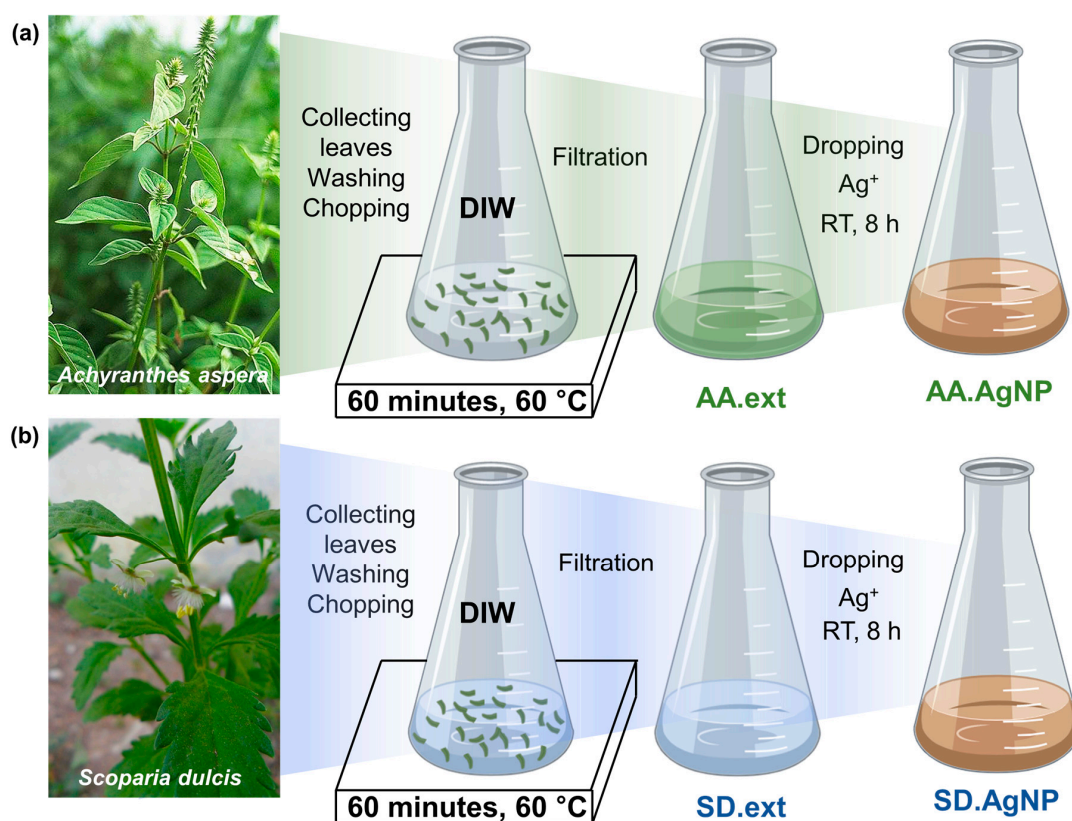 (a)
Collecting
leaves
Washing
Chopping
DIW
Filtration
Dropping
Ag⁺
RT, 8 h
Achyranthes aspera
60 minutes, 60 °C
AA.ext
AA.AgNP
(b)
Collecting
leaves
Washing
Chopping
DIW
Filtration
Dropping
Ag⁺
RT, 8 h
Scoparia dulcis
60 minutes, 60 °C
SD.ext
SD.AgNP